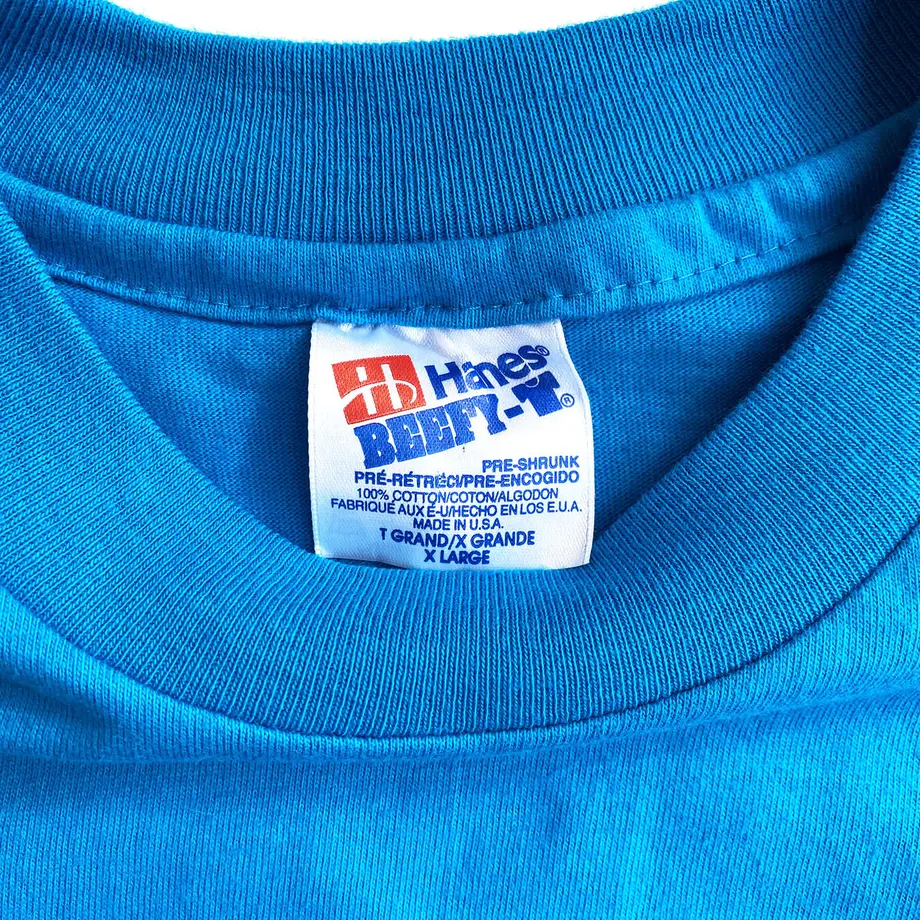 Hanes®
BEEFY-T®
PRE-SHRUNK
PRÉ-RÉTRÉCI/PRE-ENCOGIDO
100% COTTON/COTON/ALGODON
FABRIQUÉ AUX É-U/HECHO EN LOS E.U.A.
MADE IN U.S.A.
T GRAND/X GRANDE
X LARGE